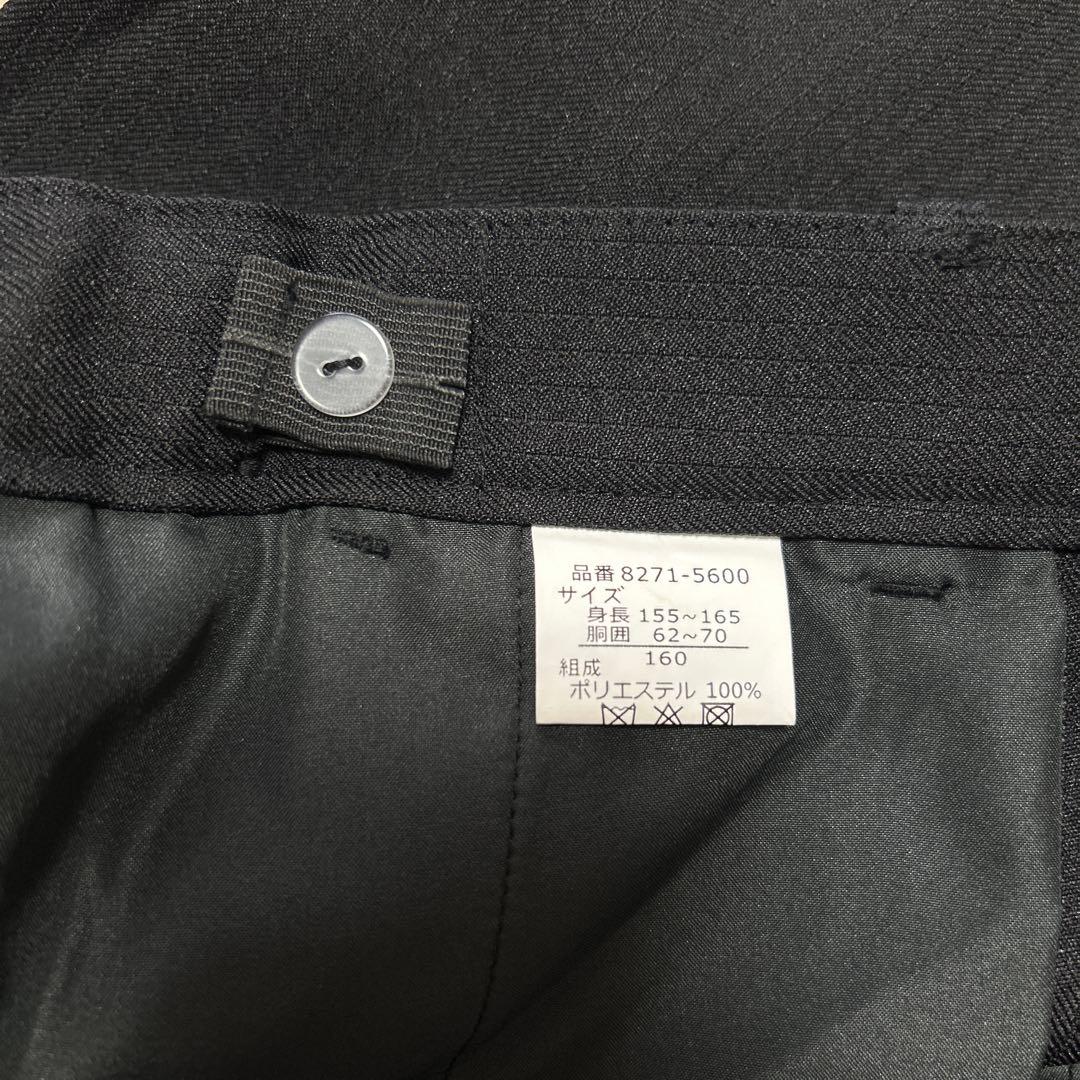 品番 8271-5600
サイズ
身長 155~165
胴囲 62~70
160
組成
ポリエステル 100%